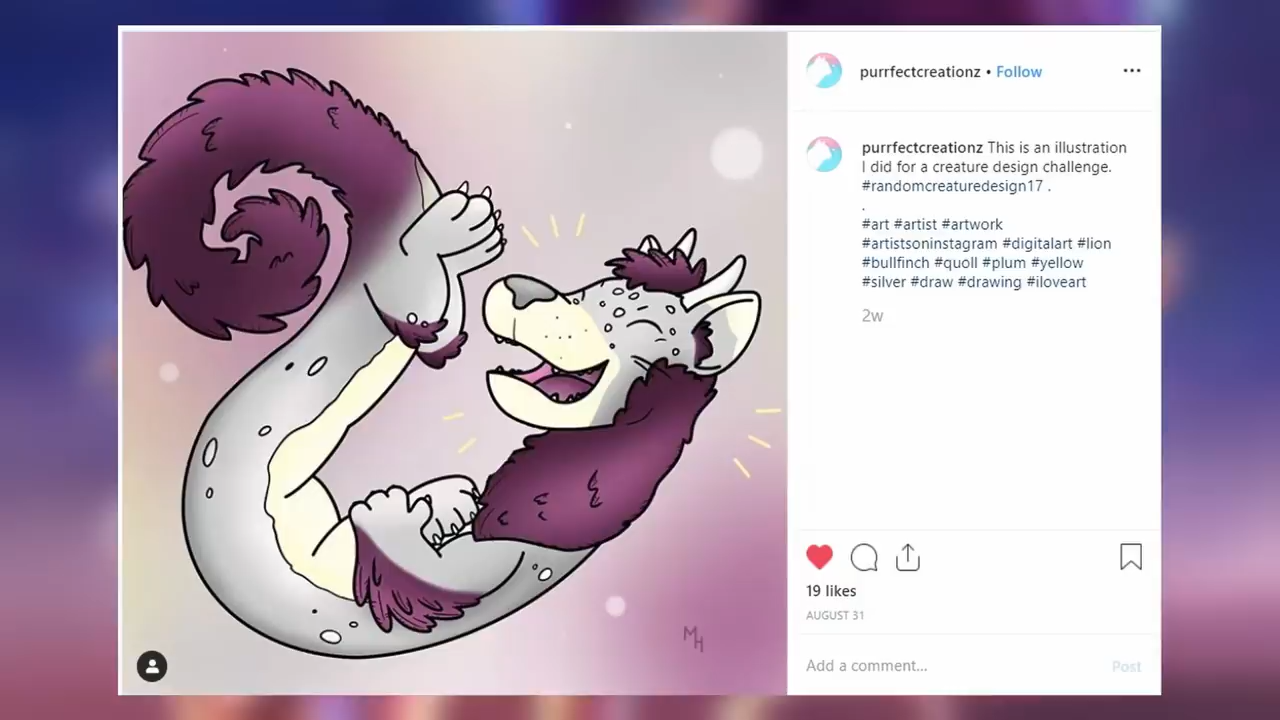 purrfectcreationz • Follow
purrfectcreationz This is an illustration
I did for a creature design challenge.
#randomcreaturedesign17 .
.
#art #artist #artwork
#artistsoninstagram #digitalart #lion
#bullfinch #quoll #plum #yellow
#silver #draw #drawing #iloveart
2w
19 likes
AUGUST 31
Add a comment... Post
MH